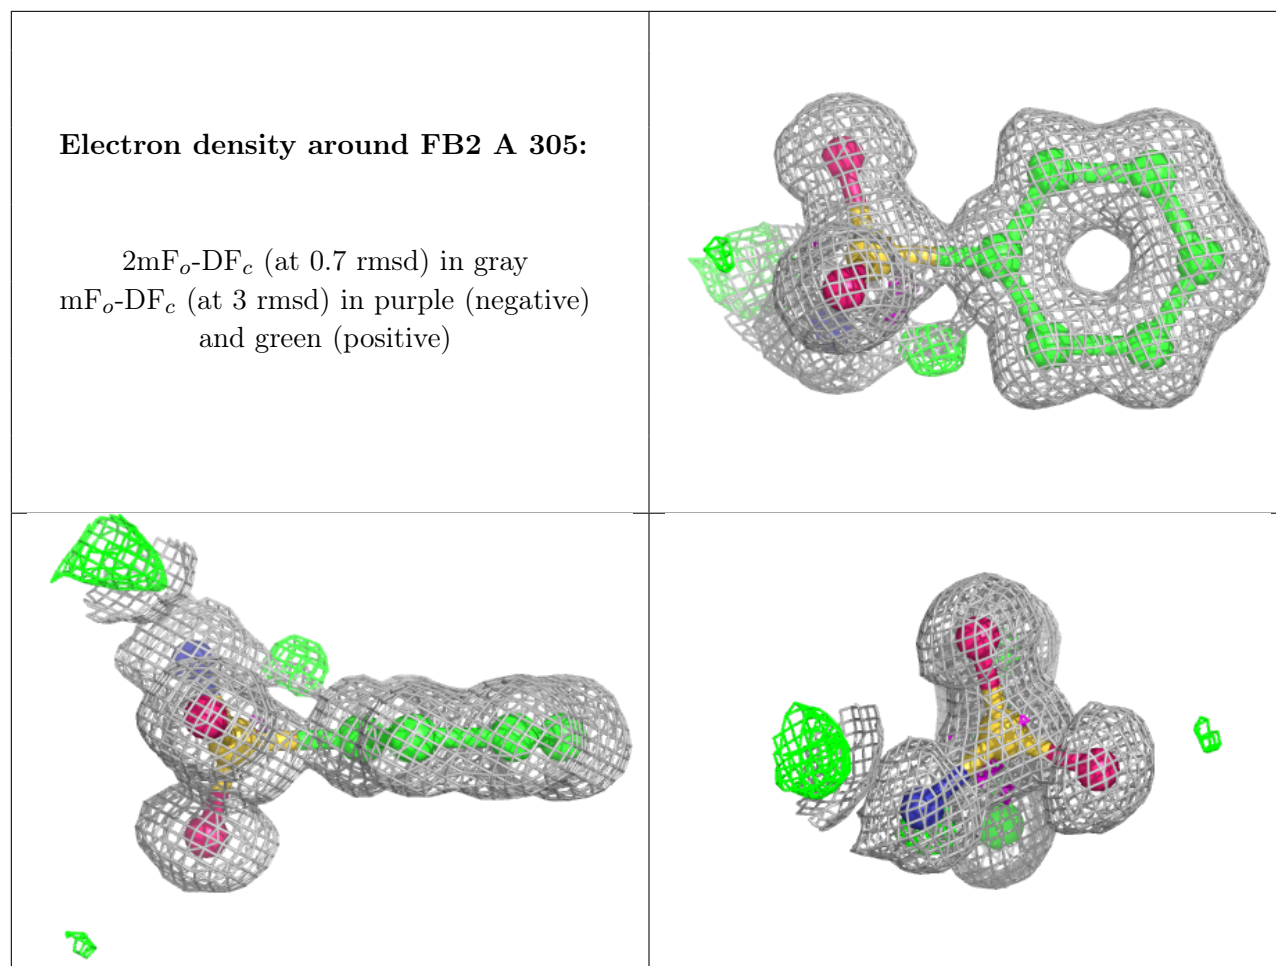 Electron density around FB2 A 305:
2mFo-DFc (at 0.7 rmsd) in gray
mFo-DFc (at 3 rmsd) in purple (negative)
and green (positive)